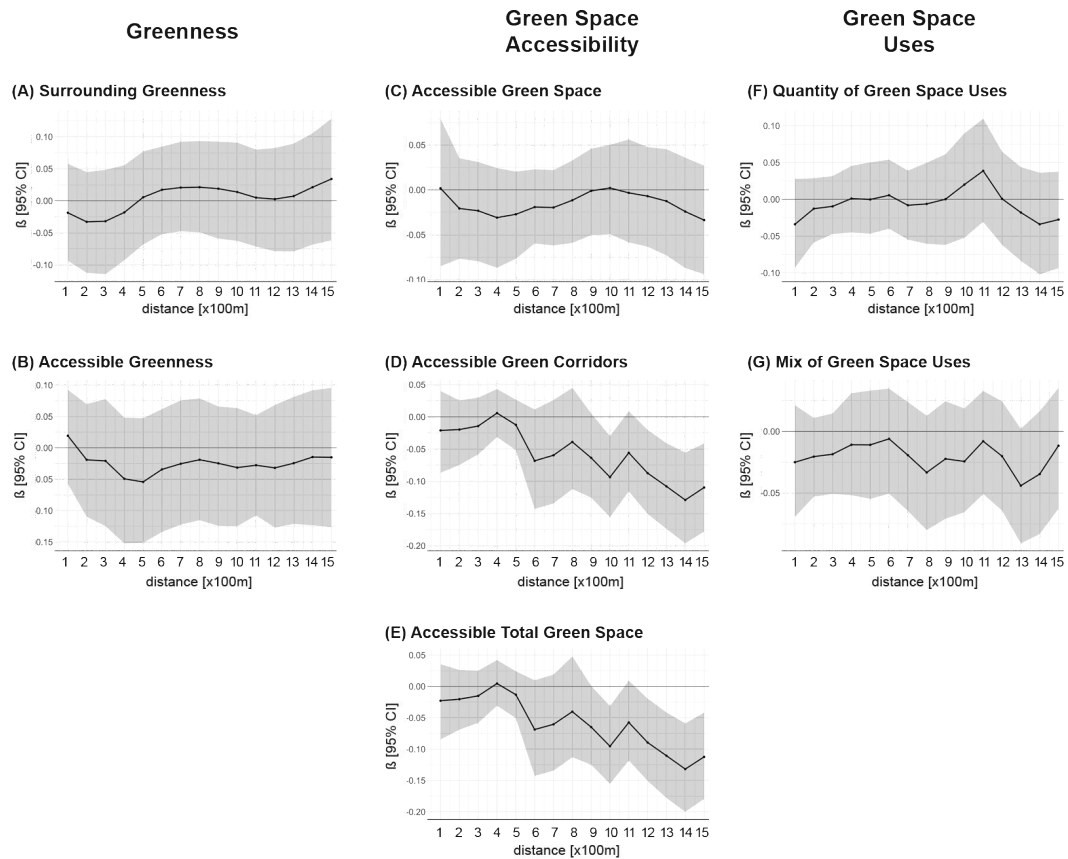 Greenness
Green Space
Accessibility
Green Space
Uses
(A) Surrounding Greenness
0.10
0.05
0.00
-0.05
-0.10
ß [95% CI]
1 2 3 4 5 6 7 8 9 10 11 12 13 14 15
distance [x100m]
(C) Accessible Green Space
0.05
0.00
-0.05
-0.10
ß [95% CI]
1 2 3 4 5 6 7 8 9 10 11 12 13 14 15
distance [x100m]
(F) Quantity of Green Space Uses
0.10
0.05
0.00
-0.05
-0.10
ß [95% CI]
1 2 3 4 5 6 7 8 9 10 11 12 13 14 15
distance [x100m]
(B) Accessible Greenness
0.10
0.05
0.00
0.05
0.10
0.15
ß [95% CI]
1 2 3 4 5 6 7 8 9 10 11 12 13 14 15
distance [x100m]
(D) Accessible Green Corridors
0.05
0.00
-0.05
-0.10
-0.15
-0.20
ß [95% CI]
1 2 3 4 5 6 7 8 9 10 11 12 13 14 15
distance [x100m]
(G) Mix of Green Space Uses
0.00
-0.05
ß [95% CI]
1 2 3 4 5 6 7 8 9 10 11 12 13 14 15
distance [x100m]
(E) Accessible Total Green Space
0.05
0.00
-0.05
-0.10
-0.15
-0.20
ß [95% CI]
1 2 3 4 5 6 7 8 9 10 11 12 13 14 15
distance [x100m]